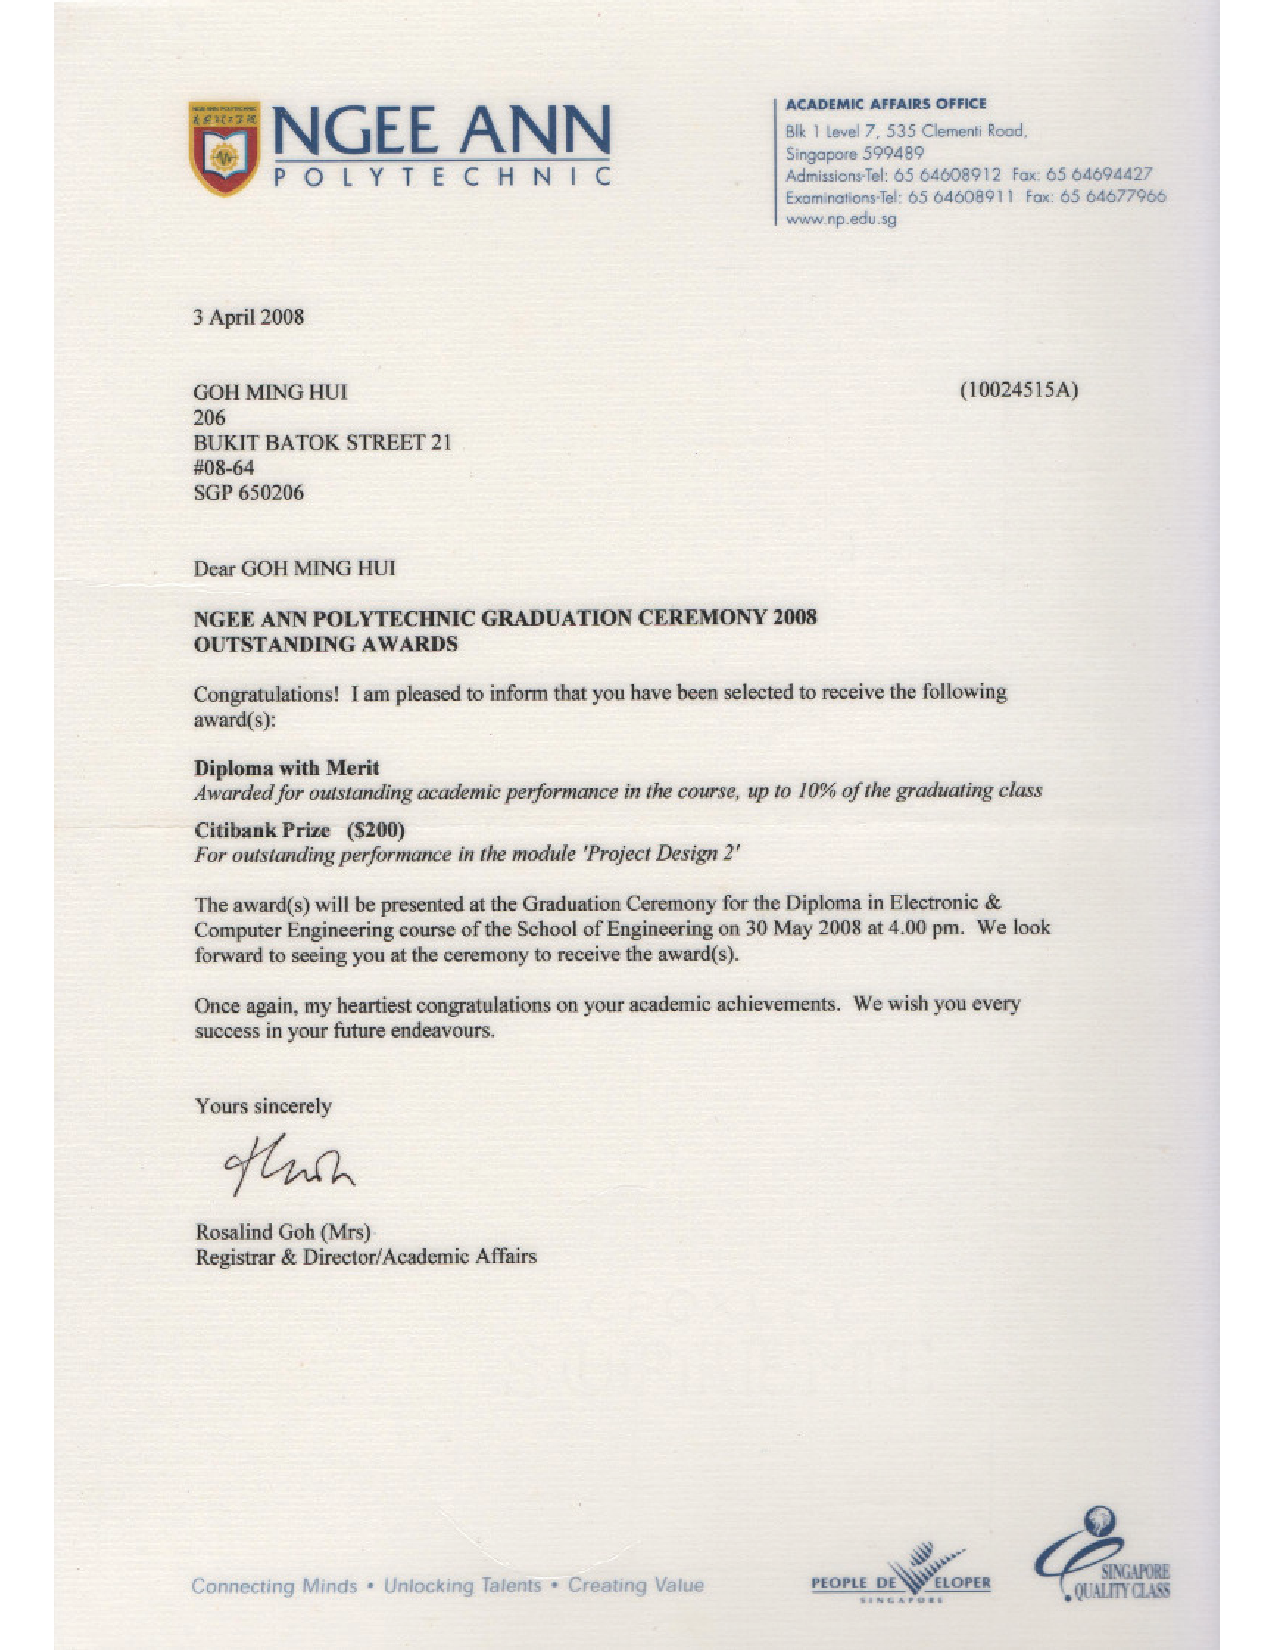 NGEE ANN
POLYTECHNIC
ACADEMIC AFFAIRS OFFICE
Blk 1 Level 7, 535 Clementi Road,
Singapore 599489
Admissions-Tel: 65 64608912 Fax: 65 64694427
Examinations-Tel: 65 64608911 Fax: 65 64677966
www.np.edu.sg
3 April 2008
GOH MING HUI (10024515A)
206
BUKIT BATOK STREET 21
#08-64
SGP 650206
Dear GOH MING HUI
NGEE ANN POLYTECHNIC GRADUATION CEREMONY 2008
OUTSTANDING AWARDS
Congratulations! I am pleased to inform that you have been selected to receive the following
award(s):
Diploma with Merit
Awarded for outstanding academic performance in the course, up to 10% of the graduating class
Citibank Prize ($200)
For outstanding performance in the module 'Project Design 2'
The award(s) will be presented at the Graduation Ceremony for the Diploma in Electronic &
Computer Engineering course of the School of Engineering on 30 May 2008 at 4.00 pm. We look
forward to seeing you at the ceremony to receive the award(s).
Once again, my heartiest congratulations on your academic achievements. We wish you every
success in your future endeavours.
Yours sincerely
Rosalind Goh (Mrs)
Registrar & Director/Academic Affairs
Connecting Minds • Unlocking Talents • Creating Value
PEOPLE DEVELOPER
SINGAPORE
SINGAPORE
QUALITY CLASS